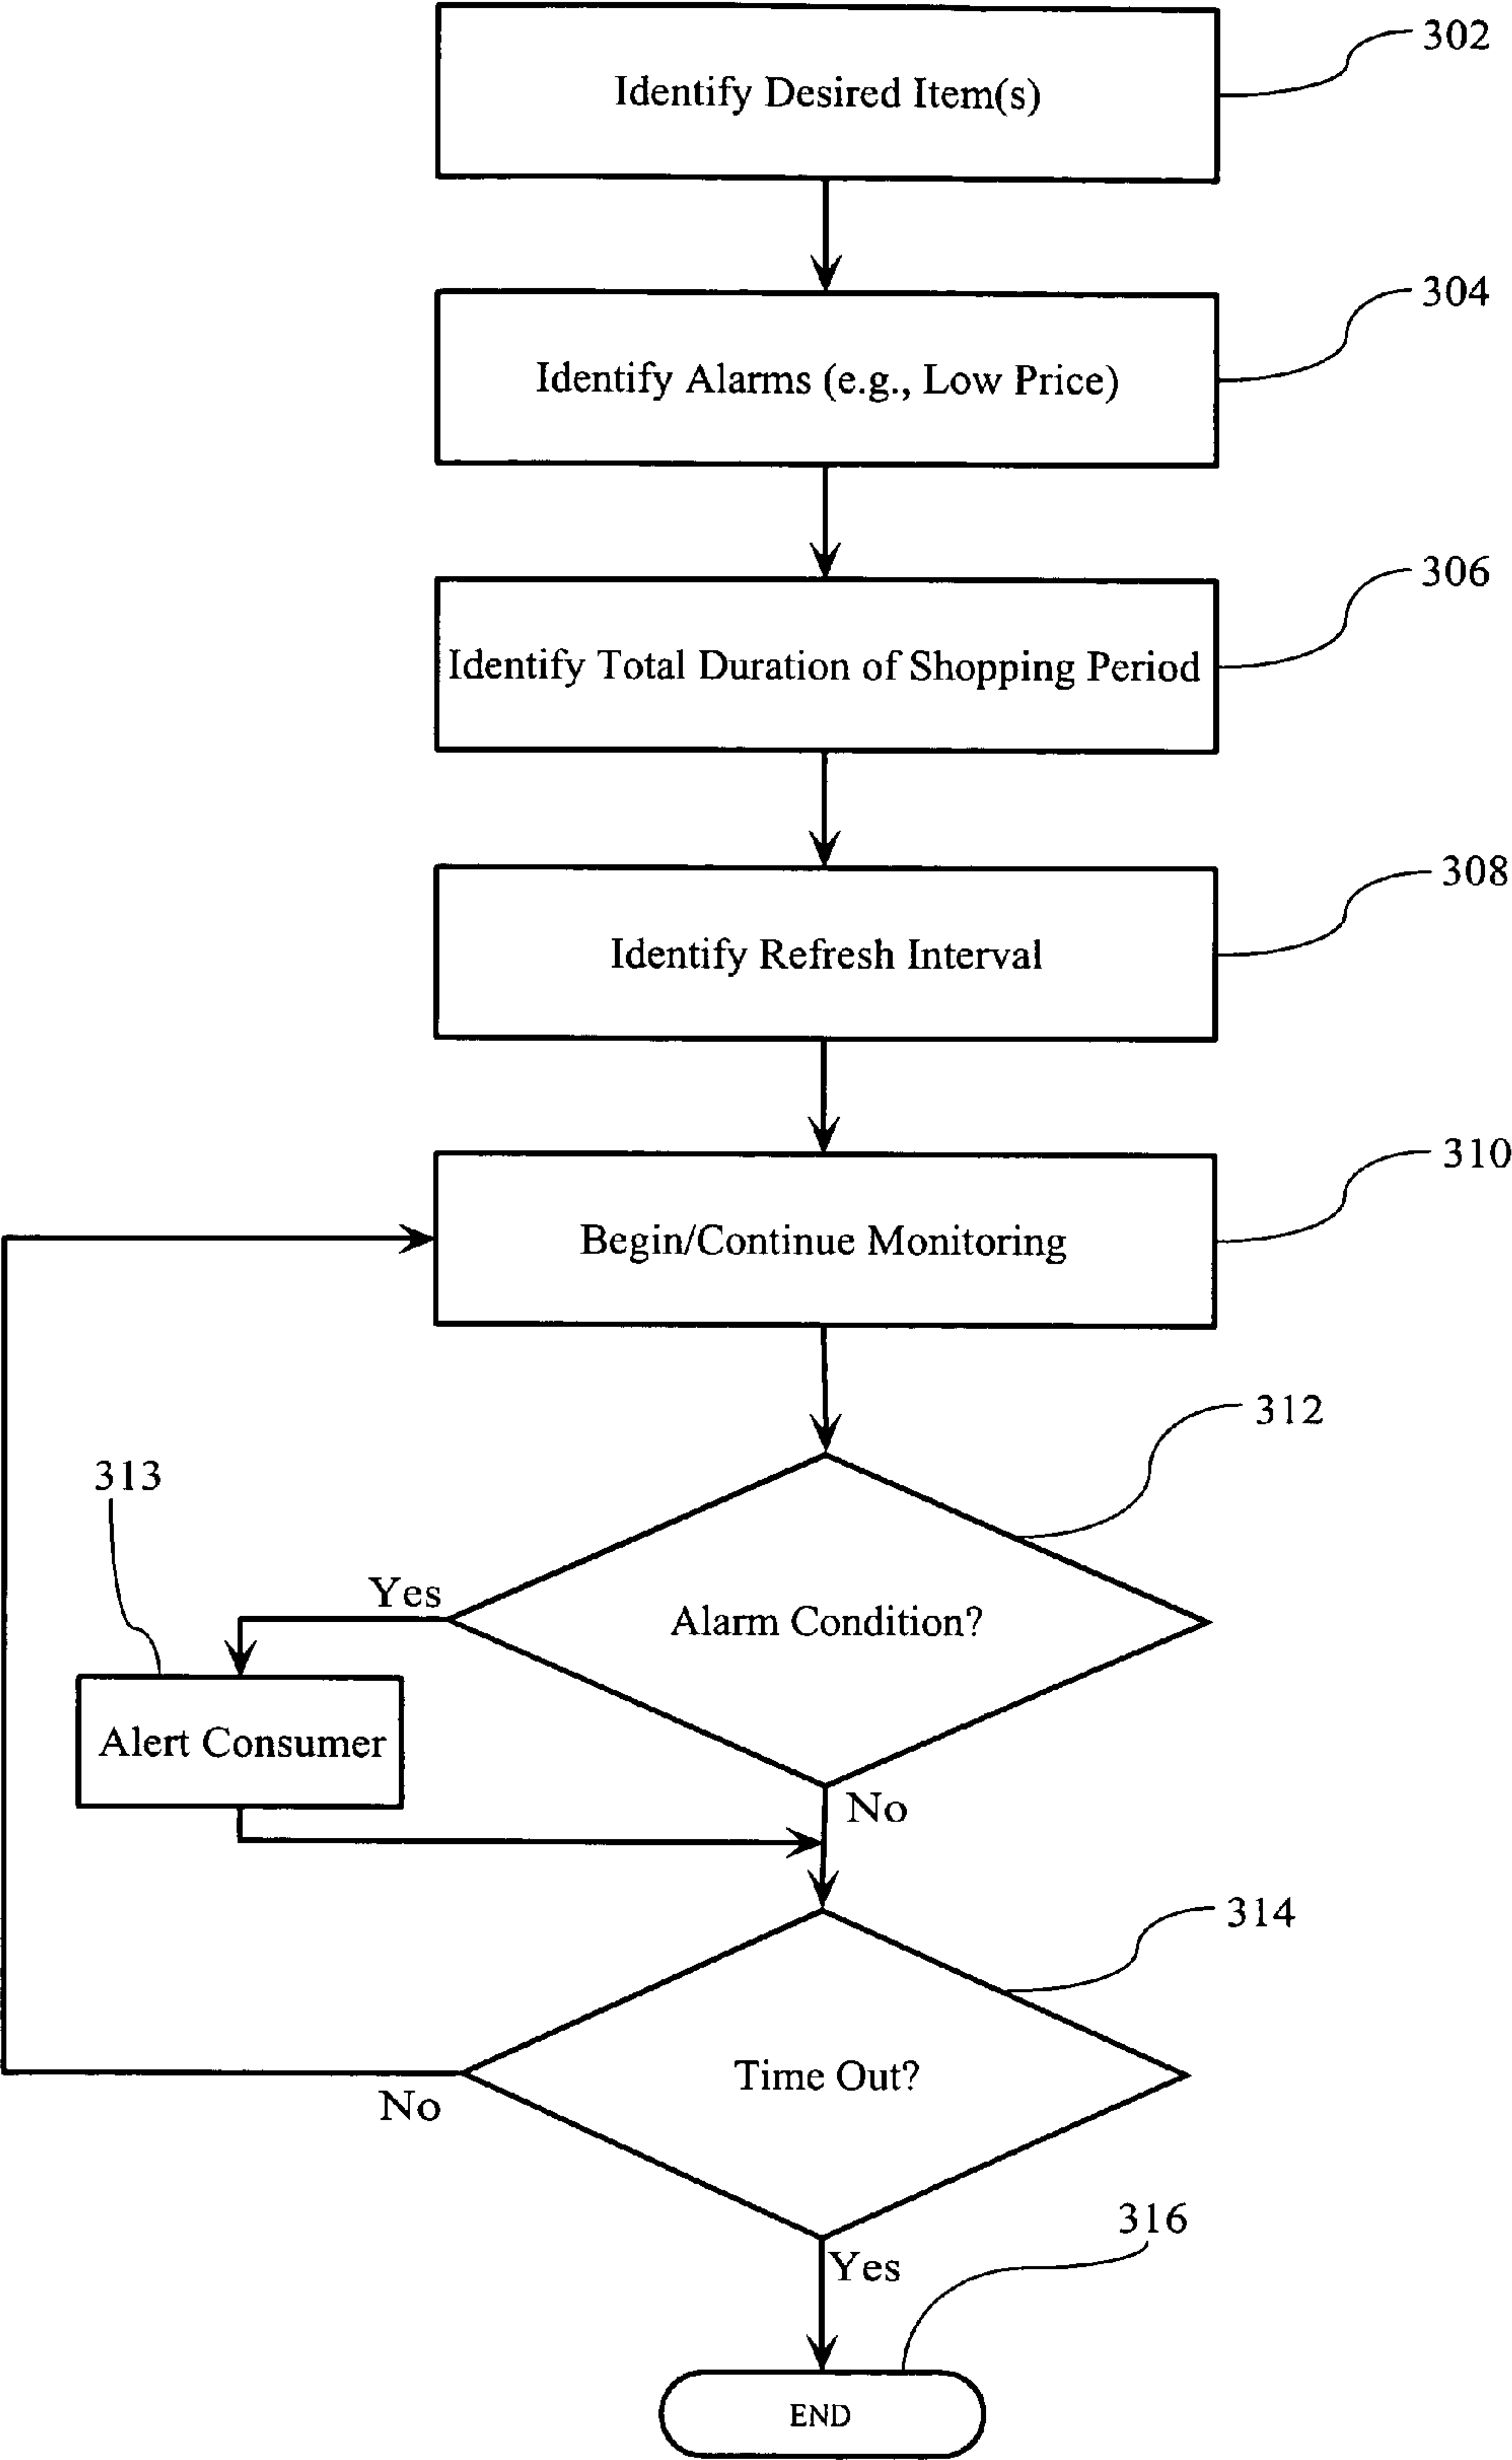 302
Identify Desired Item(s)
304
Identify Alarms (e.g., Low Price)
306
Identify Total Duration of Shopping Period
308
Identify Refresh Interval
310
Begin/Continue Monitoring
312
313
Yes
Alarm Condition?
Alert Consumer
No
314
Time Out?
No
316
Yes
END